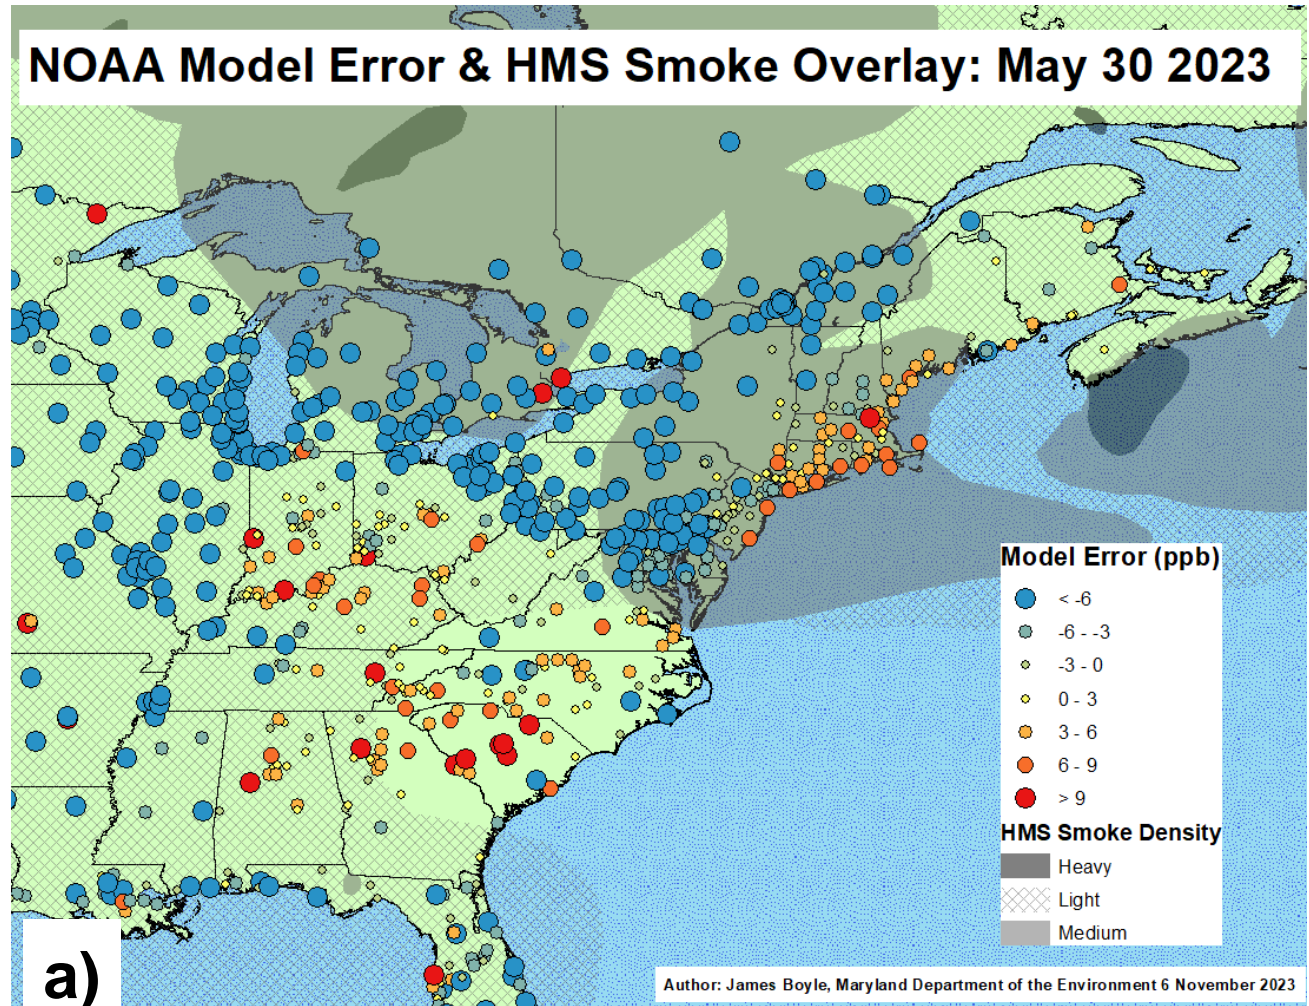 NOAA Model Error & HMS Smoke Overlay: May 30 2023
Model Error (ppb)
< -6
-6 - -3
-3 - 0
0 - 3
3 - 6
6 - 9
> 9
HMS Smoke Density
Heavy
Light
Medium
a)
Author: James Boyle, Maryland Department of the Environment 6 November 2023